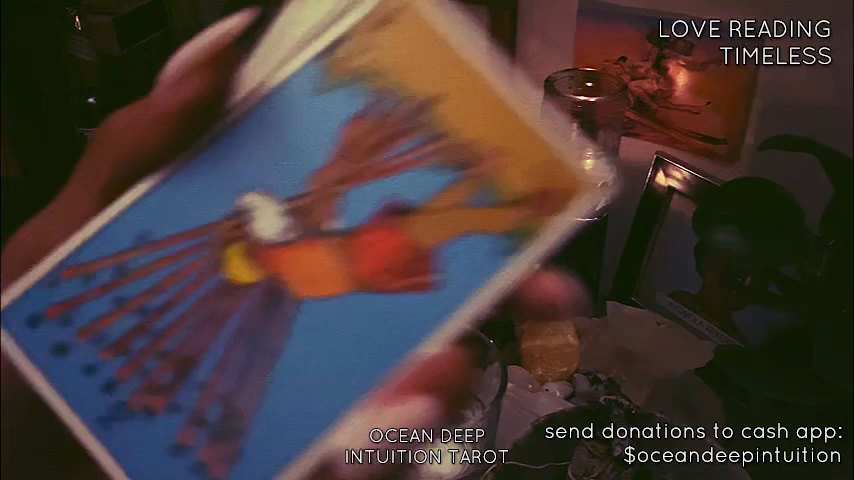 LOVE READING
TIMELESS
OCEAN DEEP
INTUITION TAROT
send donations to cash app:
$oceandeepintuition